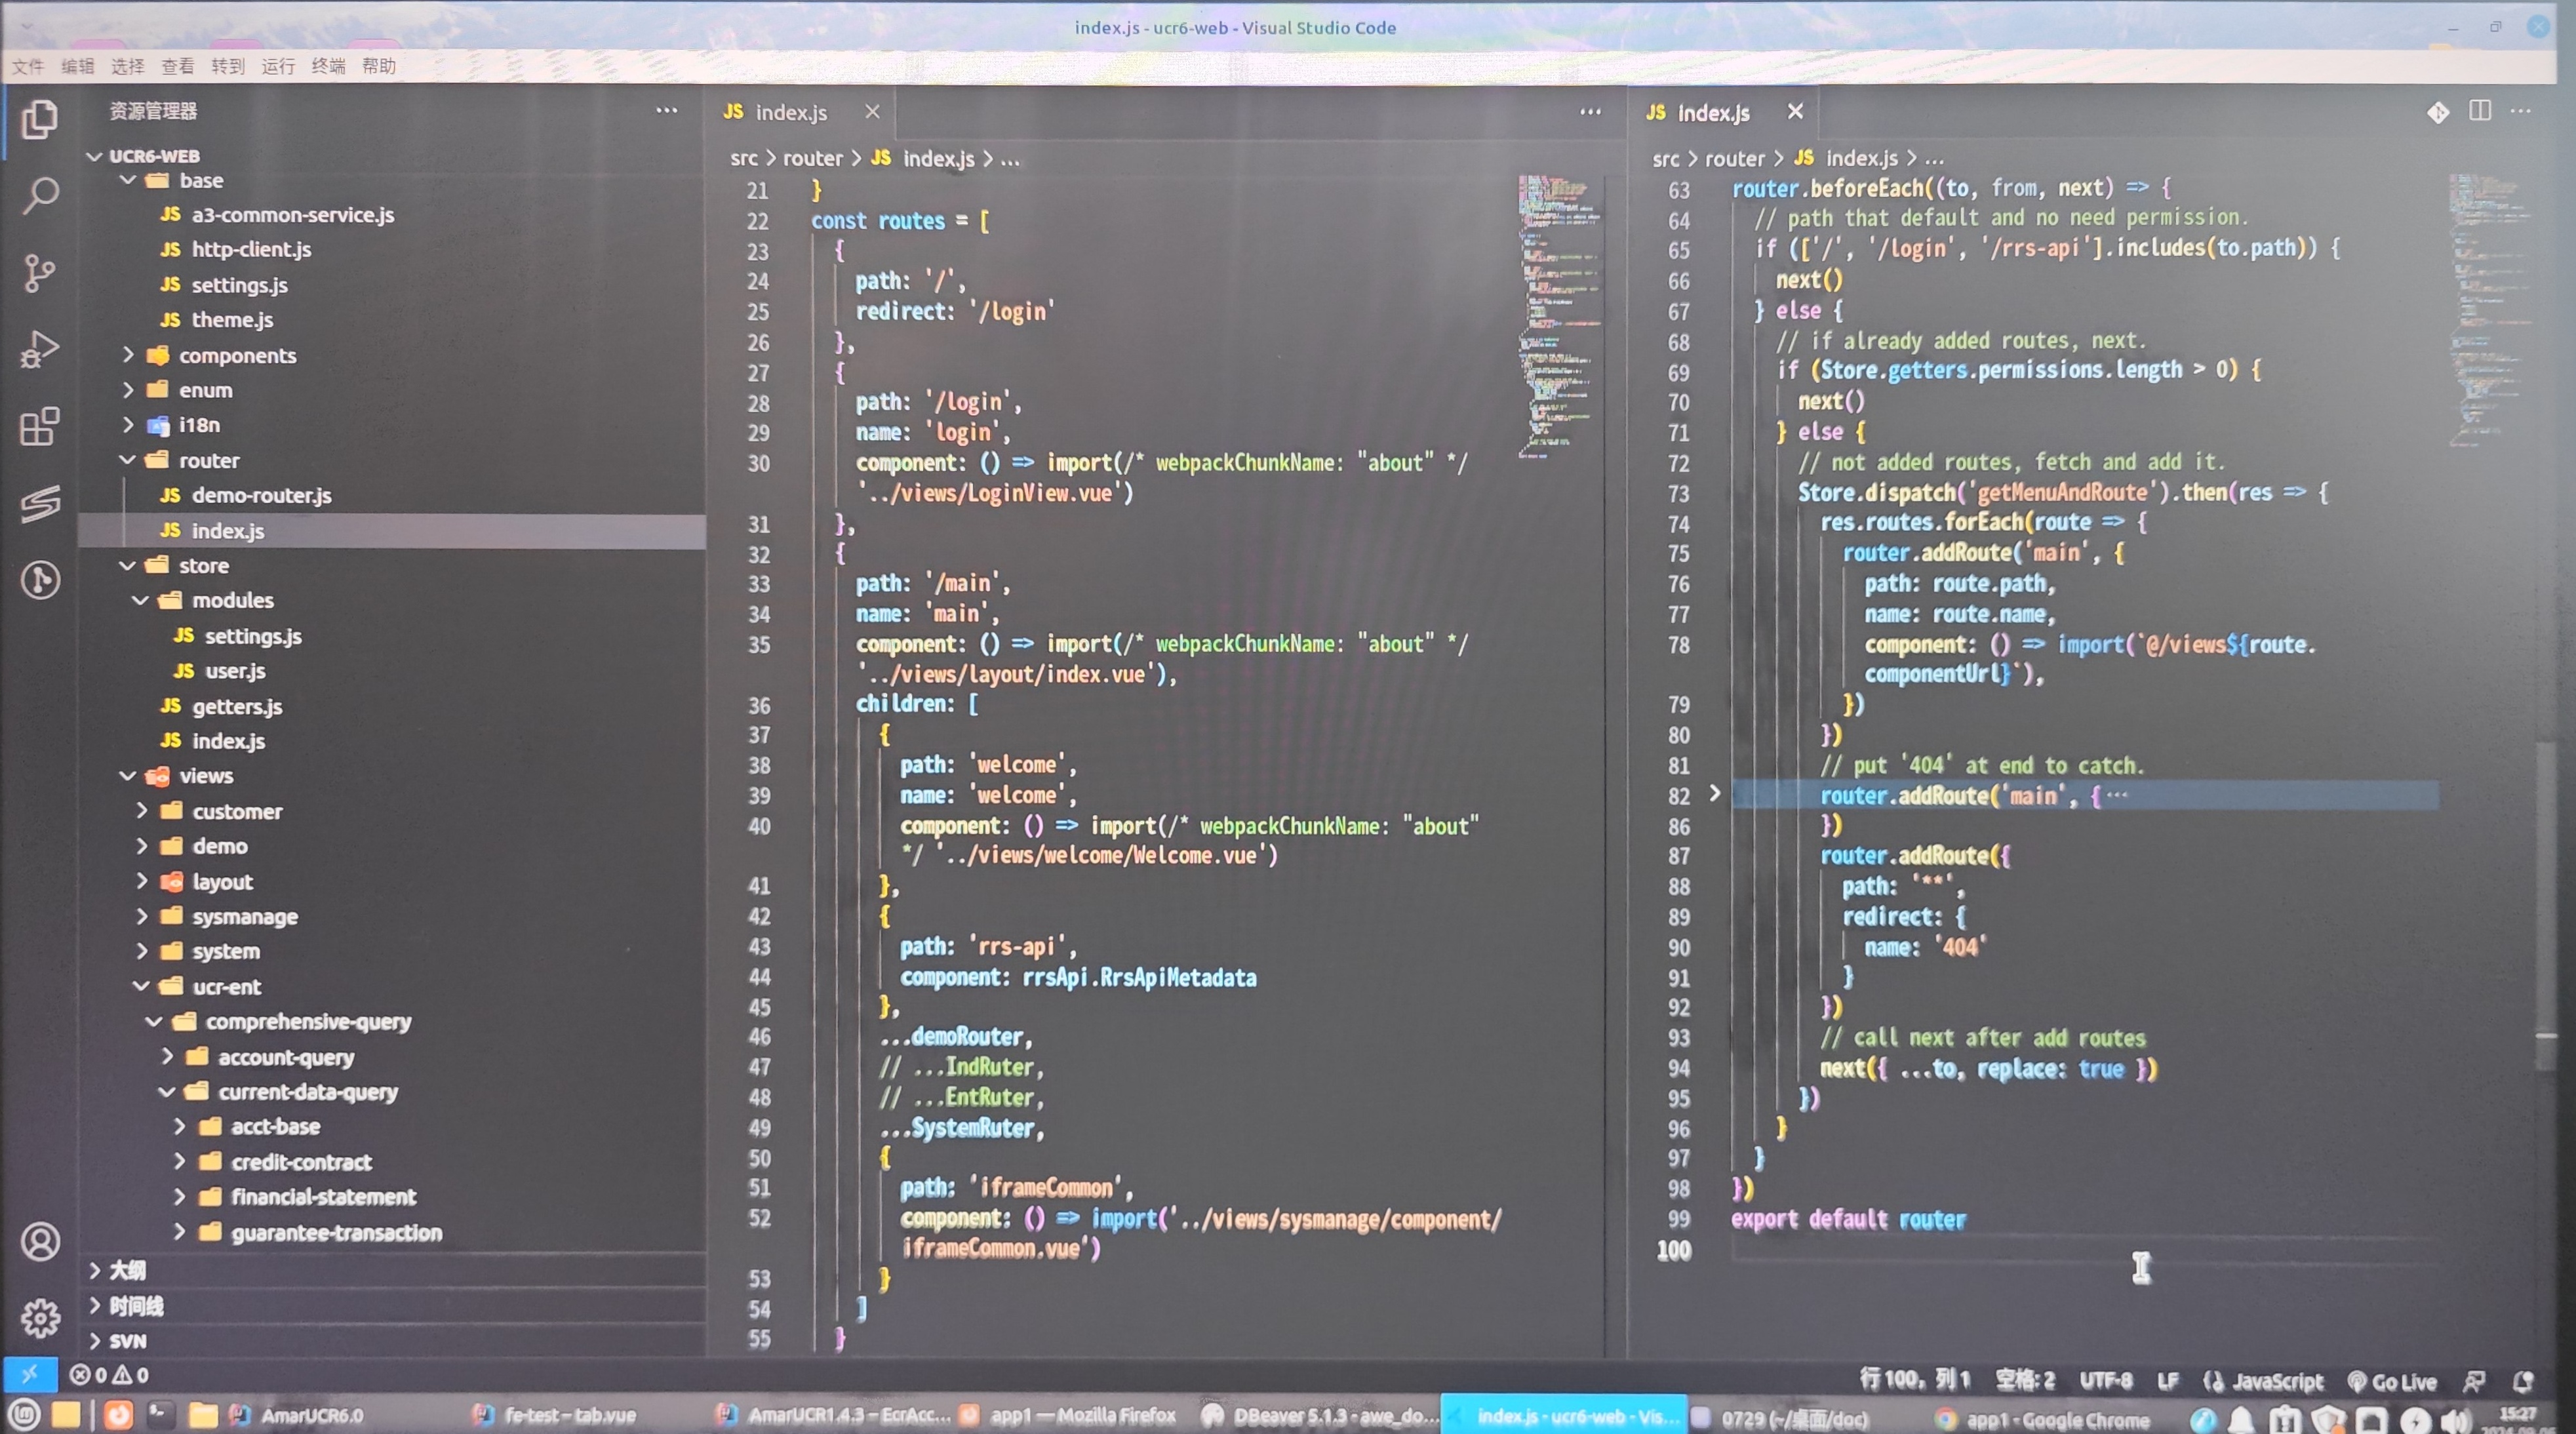 index.js - ucr6-web - Visual Studio Code
文件 编辑 选择 查看 转到 运行 终端 帮助
资源管理器 ···
UCR6-WEB
base
JS a3-common-service.js
JS http-client.js
JS settings.js
JS theme.js
components
enum
i18n
router
JS demo-router.js
JS index.js
store
modules
JS settings.js
JS user.js
JS getters.js
JS index.js
views
customer
demo
layout
sysmanage
system
ucr-ent
comprehensive-query
account-query
current-data-query
acct-base
credit-contract
financial-statement
guarantee-transaction
大纲
时间线
SVN
JS index.js ···
src > router > JS index.js > ...
21 }
22 const routes = [
23 {
24 path: '/',
25 redirect: '/login'
26 },
27 {
28 path: '/login',
29 name: 'login',
30 component: () => import(/* webpackChunkName: "about" */
'../views/LoginView.vue')
31 },
32 {
33 path: '/main',
34 name: 'main',
35 component: () => import(/* webpackChunkName: "about" */
'../views/layout/index.vue'),
36 children: [
37 {
38 path: 'welcome',
39 name: 'welcome',
40 component: () => import(/* webpackChunkName: "about"
*/ '../views/welcome/Welcome.vue')
41 },
42 {
43 path: 'rrs-api',
44 component: rrsApi.RrsApiMetadata
45 },
46 ...demoRouter,
47 // ...IndRuter,
48 // ...EntRuter,
49 ...SystemRuter,
50 {
51 path: 'iframeCommon',
52 component: () => import('../views/sysmanage/component/
iframeCommon.vue')
53 }
54 ]
55 }
JS index.js ···
src > router > JS index.js > ...
63 router.beforeEach((to, from, next) => {
64 // path that default and no need permission.
65 if (['/', '/login', '/rrs-api'].includes(to.path)) {
66 next()
67 } else {
68 // if already added routes, next.
69 if (Store.getters.permissions.length > 0) {
70 next()
71 } else {
72 // not added routes, fetch and add it.
73 Store.dispatch('getMenuAndRoute').then(res => {
74 res.routes.forEach(route => {
75 router.addRoute('main', {
76 path: route.path,
77 name: route.name,
78 component: () => import(`@/views${route.
componentUrl}`),
79 })
80 })
81 // put '404' at end to catch.
82 router.addRoute('main', {···
86 })
87 router.addRoute({
88 path: '**',
89 redirect: {
90 name: '404'
91 }
92 })
93 // call next after add routes
94 next({ ...to, replace: true })
95 })
96 }
97 }
98 })
99 export default router
100
0 0
行 100, 列 1 空格: 2 UTF-8 LF JavaScript Go Live
AmarUCR6.0 fe-test – tab.vue AmarUCR1.4.3 – EcrAcc... app1 — Mozilla Firefox DBeaver 5.1.3 - awe_do... index.js - ucr6-web - Vis... 0729 (~/桌面/doc) app1 - Google Chrome 15:27